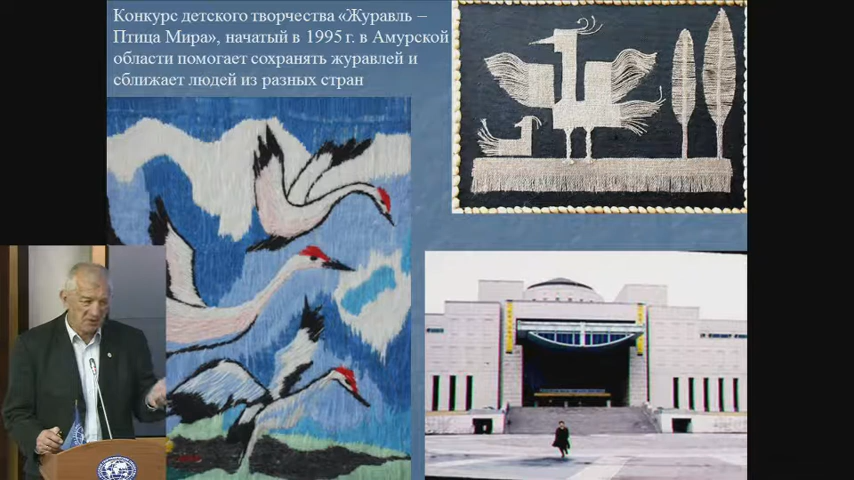 Конкурс детского творчества «Журавль –
Птица Мира», начатый в 1995 г. в Амурской
области помогает сохранять журавлей и
сближает людей из разных стран